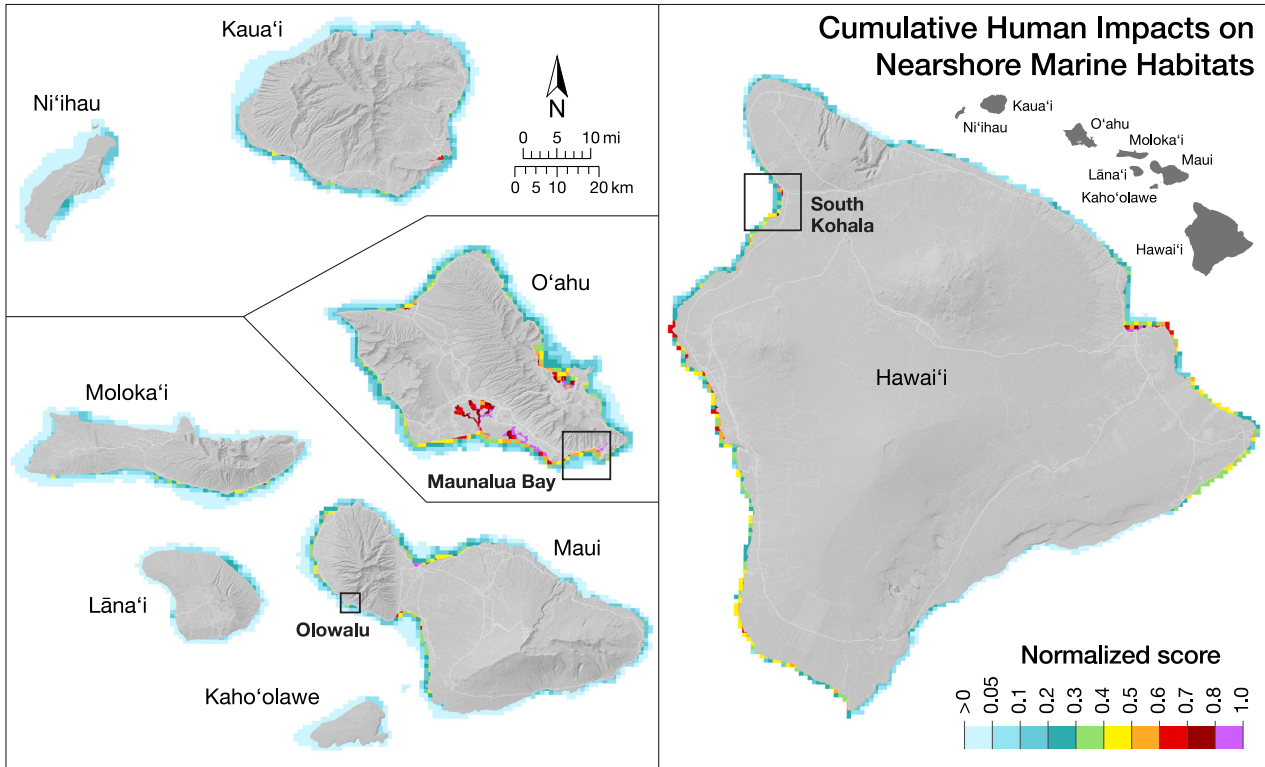 Cumulative Human Impacts on
Nearshore Marine Habitats
Kauaʻi
Niʻihau
N
0 5 10 mi
0 5 10 20 km
Oʻahu
Maunalua Bay
Molokaʻi
Lānaʻi
Maui
Olowalu
Kahoʻolawe
South
Kohala
Hawaiʻi
Kauaʻi
Niʻihau
Oʻahu
Molokaʻi
Maui
Lānaʻi
Kahoʻolawe
Hawaiʻi
Normalized score
>0 0.05 0.1 0.2 0.3 0.4 0.5 0.6 0.7 0.8 1.0